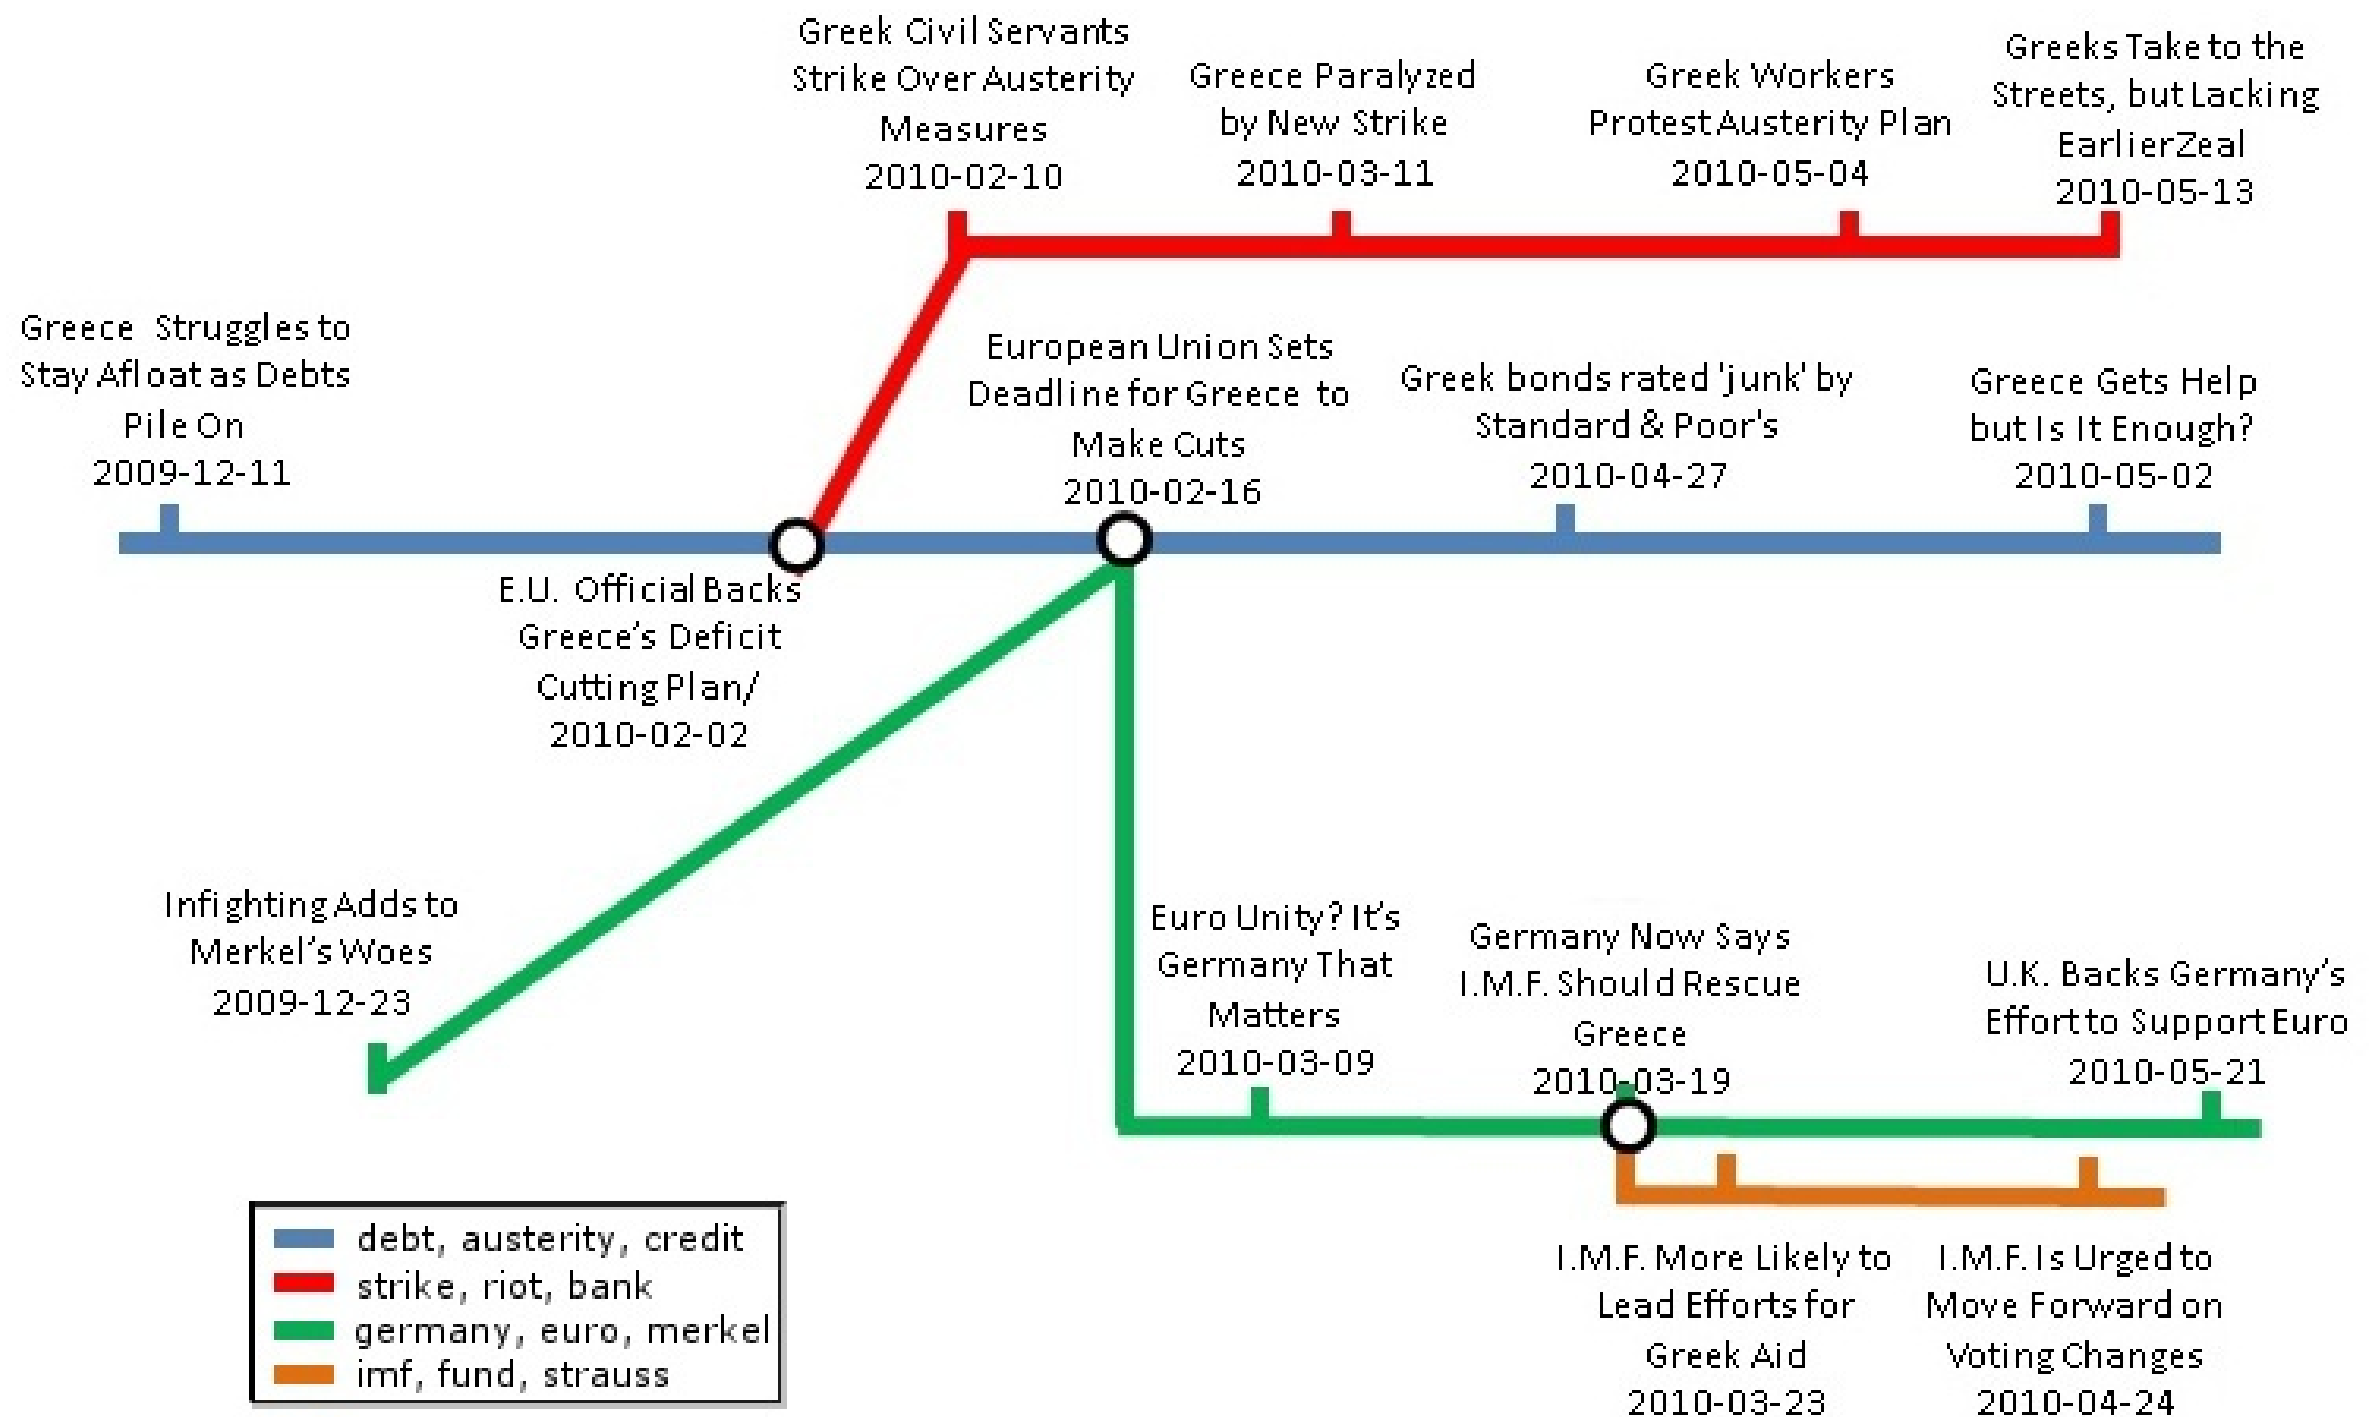 Greek Civil Servants
Strike Over Austerity
Measures
2010-02-10
Greece Paralyzed
by New Strike
2010-03-11
Greek Workers
Protest Austerity Plan
2010-05-04
Greeks Take to the
Streets, but Lacking
Earlier Zeal
2010-05-13
Greece Struggles to
Stay Afloat as Debts
Pile On
2009-12-11
European Union Sets
Deadline for Greece to
Make Cuts
2010-02-16
Greek bonds rated 'junk' by
Standard & Poor's
2010-04-27
Greece Gets Help
but Is It Enough?
2010-05-02
E.U. Official Backs
Greece’s Deficit
Cutting Plan/
2010-02-02
Infighting Adds to
Merkel’s Woes
2009-12-23
Euro Unity? It’s
Germany That
Matters
2010-03-09
Germany Now Says
I.M.F. Should Rescue
Greece
2010-03-19
U.K. Backs Germany’s
Effort to Support Euro
2010-05-21
debt, austerity, credit
strike, riot, bank
germany, euro, merkel
imf, fund, strauss
I.M.F. More Likely to
Lead Efforts for
Greek Aid
2010-03-23
I.M.F. Is Urged to
Move Forward on
Voting Changes
2010-04-24